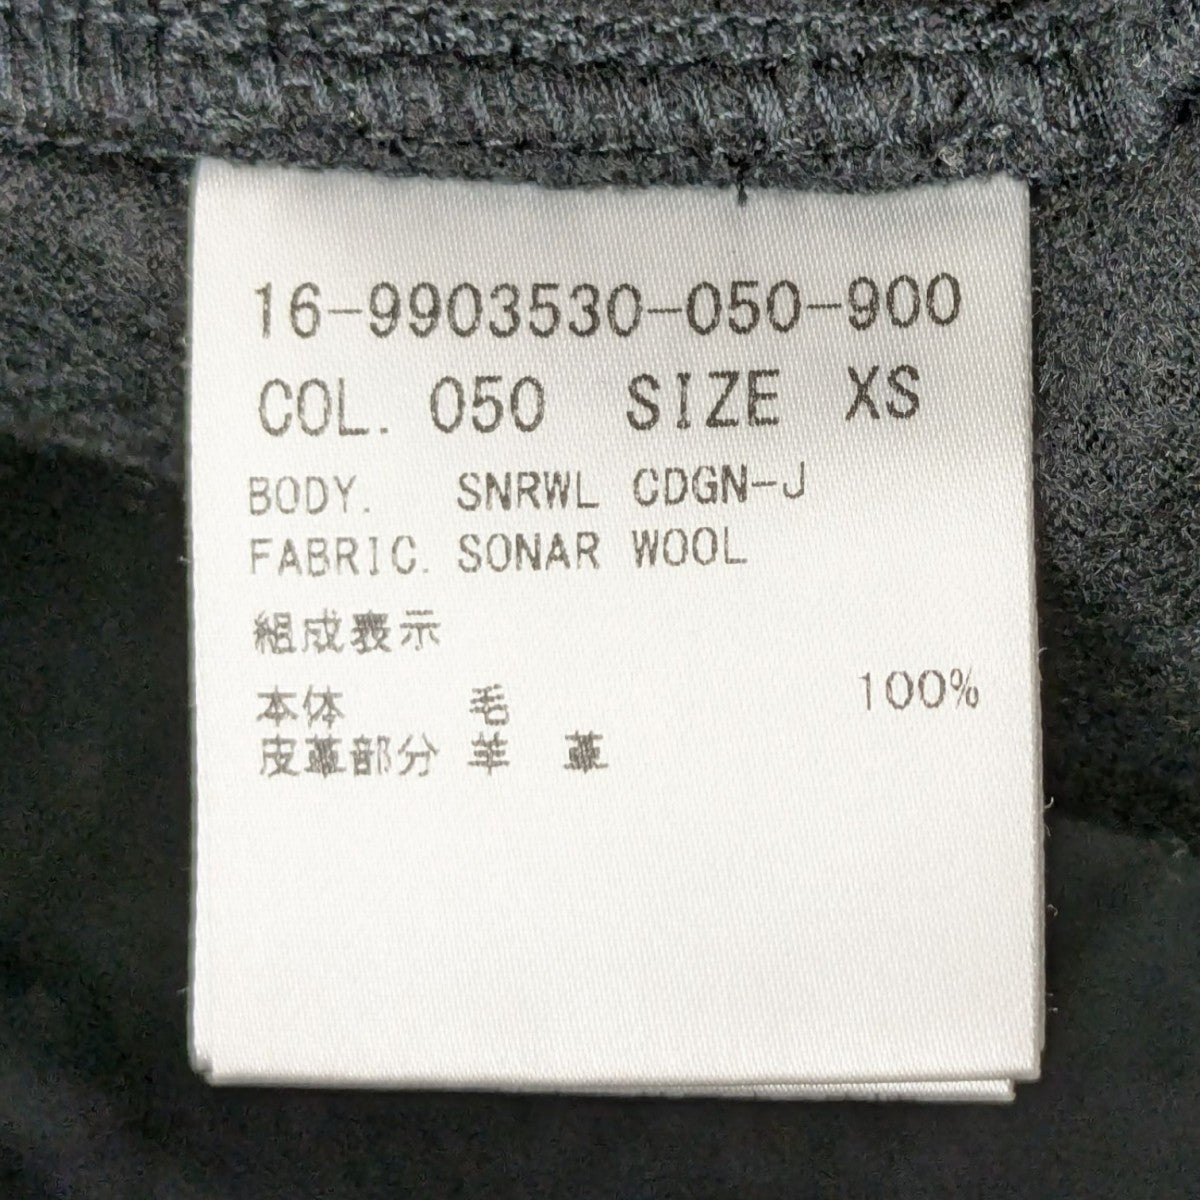 16-9903530-050-900
COL. 050 SIZE XS
BODY. SNRWL CDGN-J
FABRIC. SONAR WOOL
組成表示
本体 毛 100%
皮革部分 羊 革